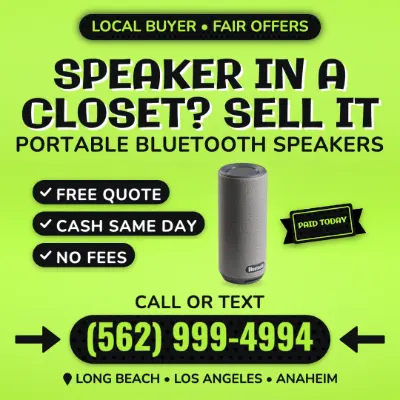 LOCAL BUYER • FAIR OFFERS
SPEAKER IN A
CLOSET? SELL IT
PORTABLE BLUETOOTH SPEAKERS
FREE QUOTE
CASH SAME DAY
NO FEES
PAID TODAY
CALL OR TEXT
(562) 999-4994
LONG BEACH • LOS ANGELES • ANAHEIM